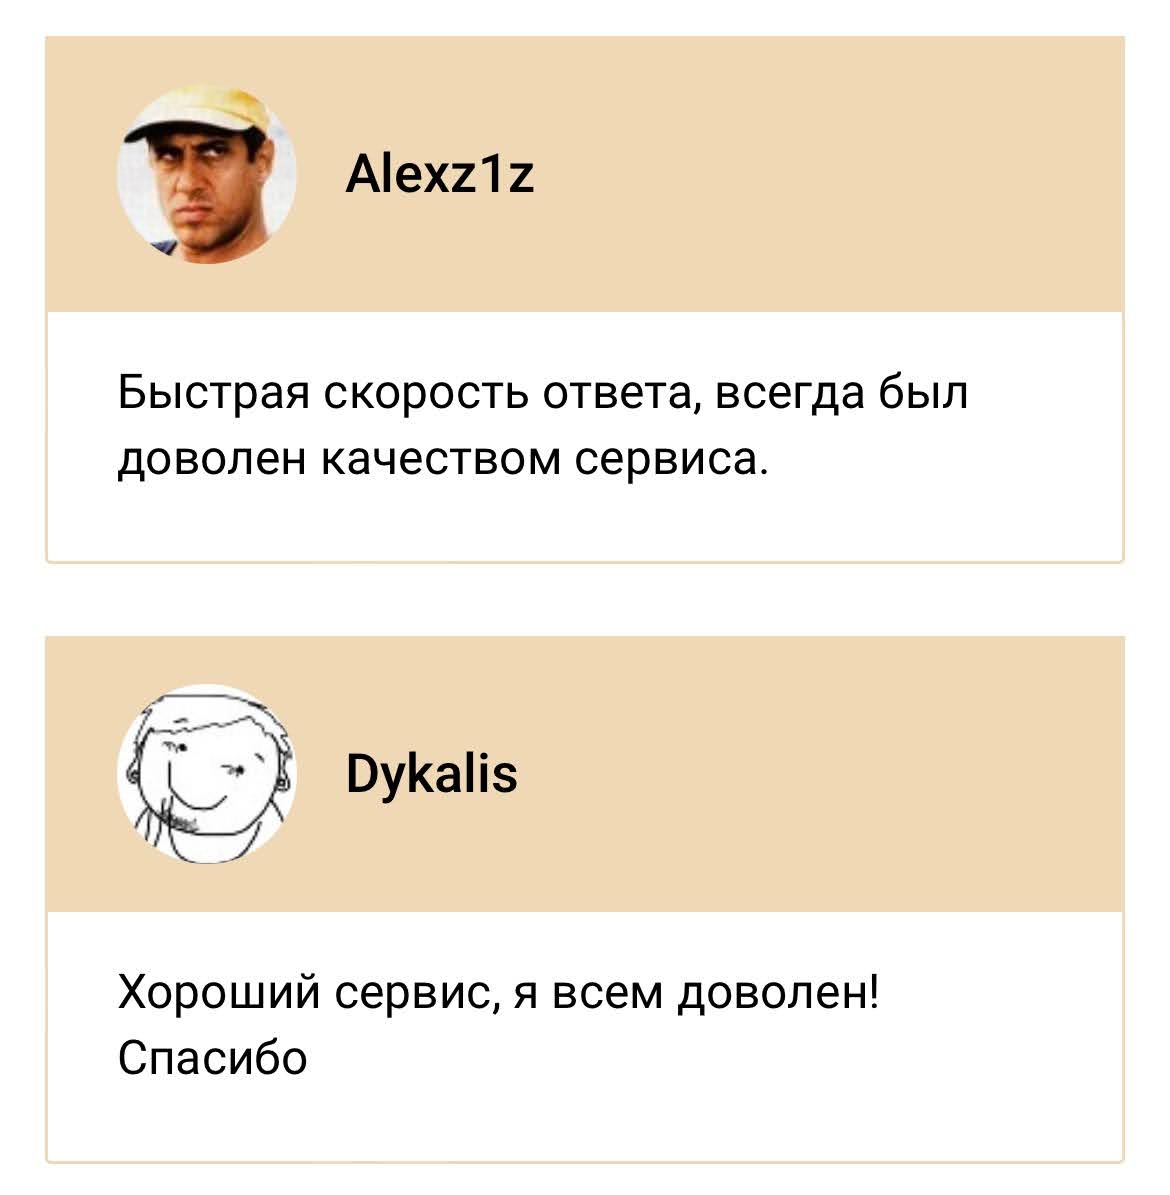 Alexz1z
Быстрая скорость ответа, всегда был
доволен качеством сервиса.
Dykalis
Хороший сервис, я всем доволен!
Спасибо